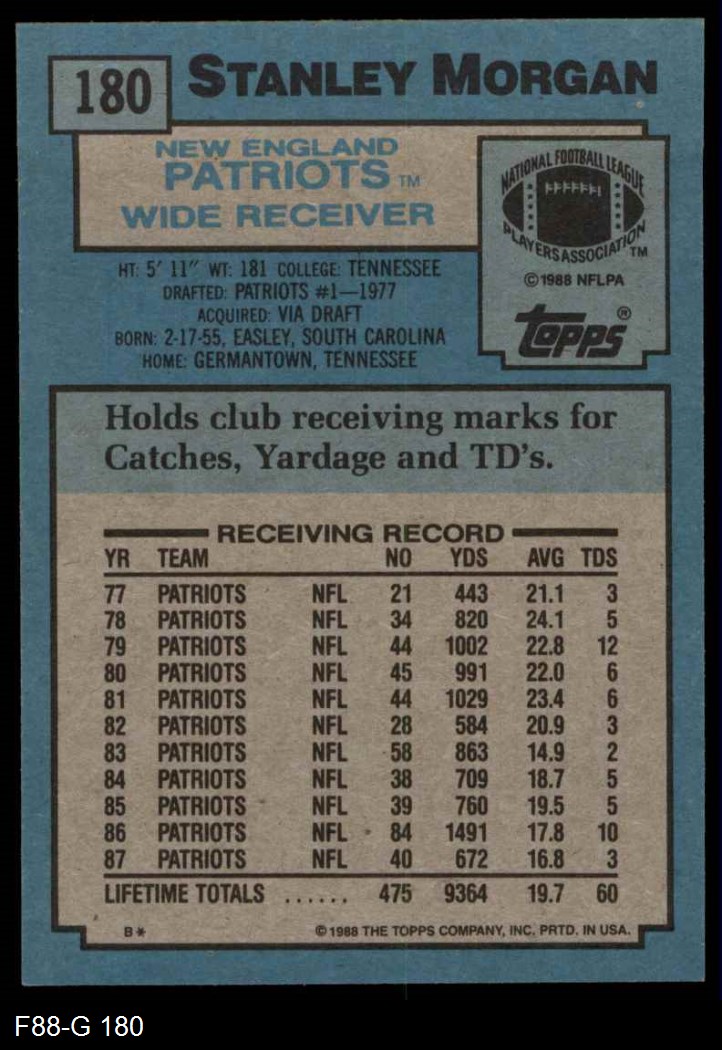 180
STANLEY MORGAN
NEW ENGLAND
PATRIOTS™
WIDE RECEIVER
NATIONAL FOOTBALL LEAGUE
PLAYERS ASSOCIATION™
©1988 NFLPA
topps®
HT: 5' 11" WT: 181 COLLEGE: TENNESSEE
DRAFTED: PATRIOTS #1—1977
ACQUIRED: VIA DRAFT
BORN: 2-17-55, EASLEY, SOUTH CAROLINA
HOME: GERMANTOWN, TENNESSEE
Holds club receiving marks for
Catches, Yardage and TD's.
RECEIVING RECORD
YR TEAM NO YDS AVG TDS
77 PATRIOTS NFL 21 443 21.1 3
78 PATRIOTS NFL 34 820 24.1 5
79 PATRIOTS NFL 44 1002 22.8 12
80 PATRIOTS NFL 45 991 22.0 6
81 PATRIOTS NFL 44 1029 23.4 6
82 PATRIOTS NFL 28 584 20.9 3
83 PATRIOTS NFL 58 863 14.9 2
84 PATRIOTS NFL 38 709 18.7 5
85 PATRIOTS NFL 39 760 19.5 5
86 PATRIOTS NFL 84 1491 17.8 10
87 PATRIOTS NFL 40 672 16.8 3
LIFETIME TOTALS ...... 475 9364 19.7 60
B* ©1988 THE TOPPS COMPANY, INC. PRTD. IN USA.
F88-G 180